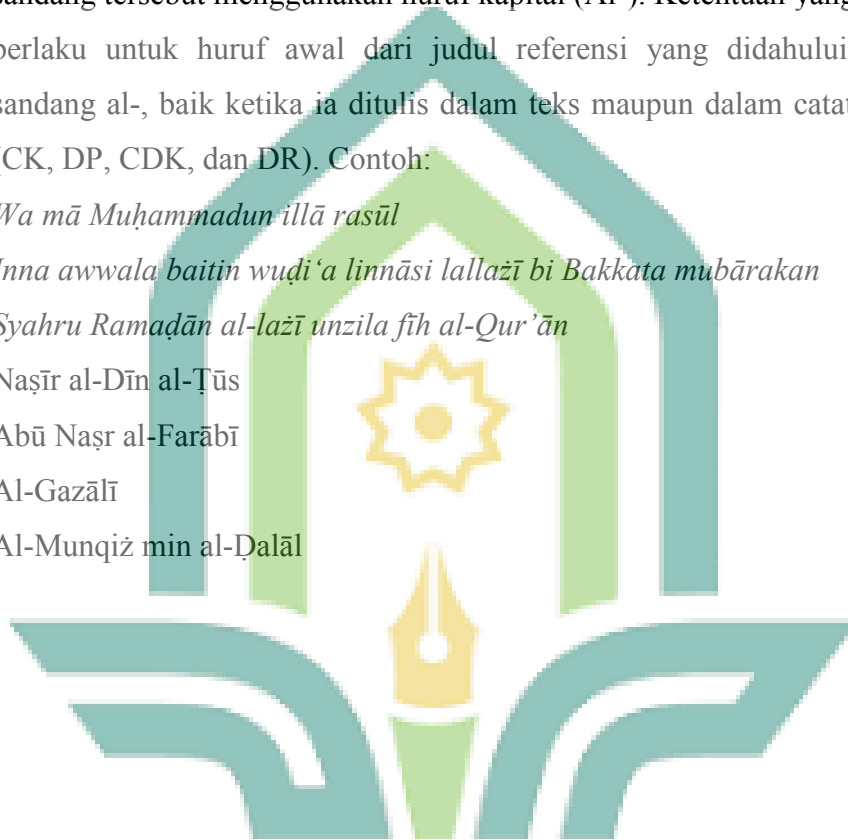 sandang tersebut menggunakan huruf kapital (Al-). Ketentuan yang
berlaku untuk huruf awal dari judul referensi yang didahului
sandang al-, baik ketika ia ditulis dalam teks maupun dalam catat
(CK, DP, CDK, dan DR). Contoh:
Wa mā Muḥammadun illā rasūl
Inna awwala baitin wuḍi‘a linnāsi lallażī bi Bakkata mubārakan
Syahru Ramaḍān al-lażī unzila fīh al-Qur’ān
Naṣīr al-Dīn al-Ṭūs
Abū Naṣr al-Farābī
Al-Gazālī
Al-Munqiż min al-Ḍalāl